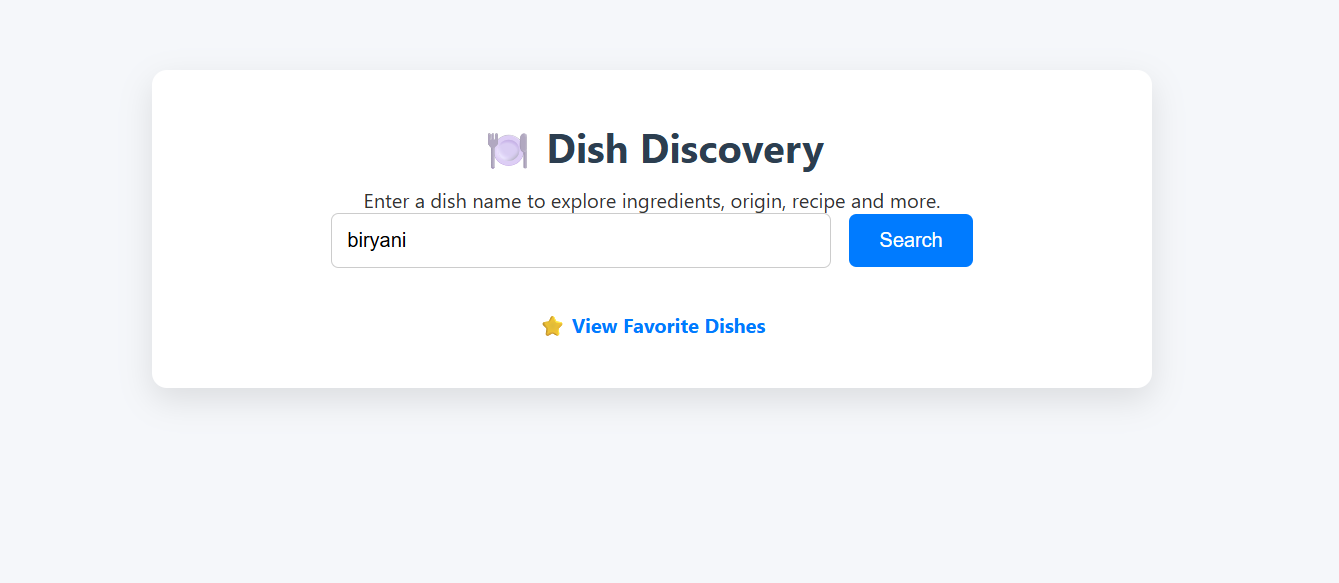 🍽️ Dish Discovery
Enter a dish name to explore ingredients, origin, recipe and more.
biryani Search
⭐ View Favorite Dishes